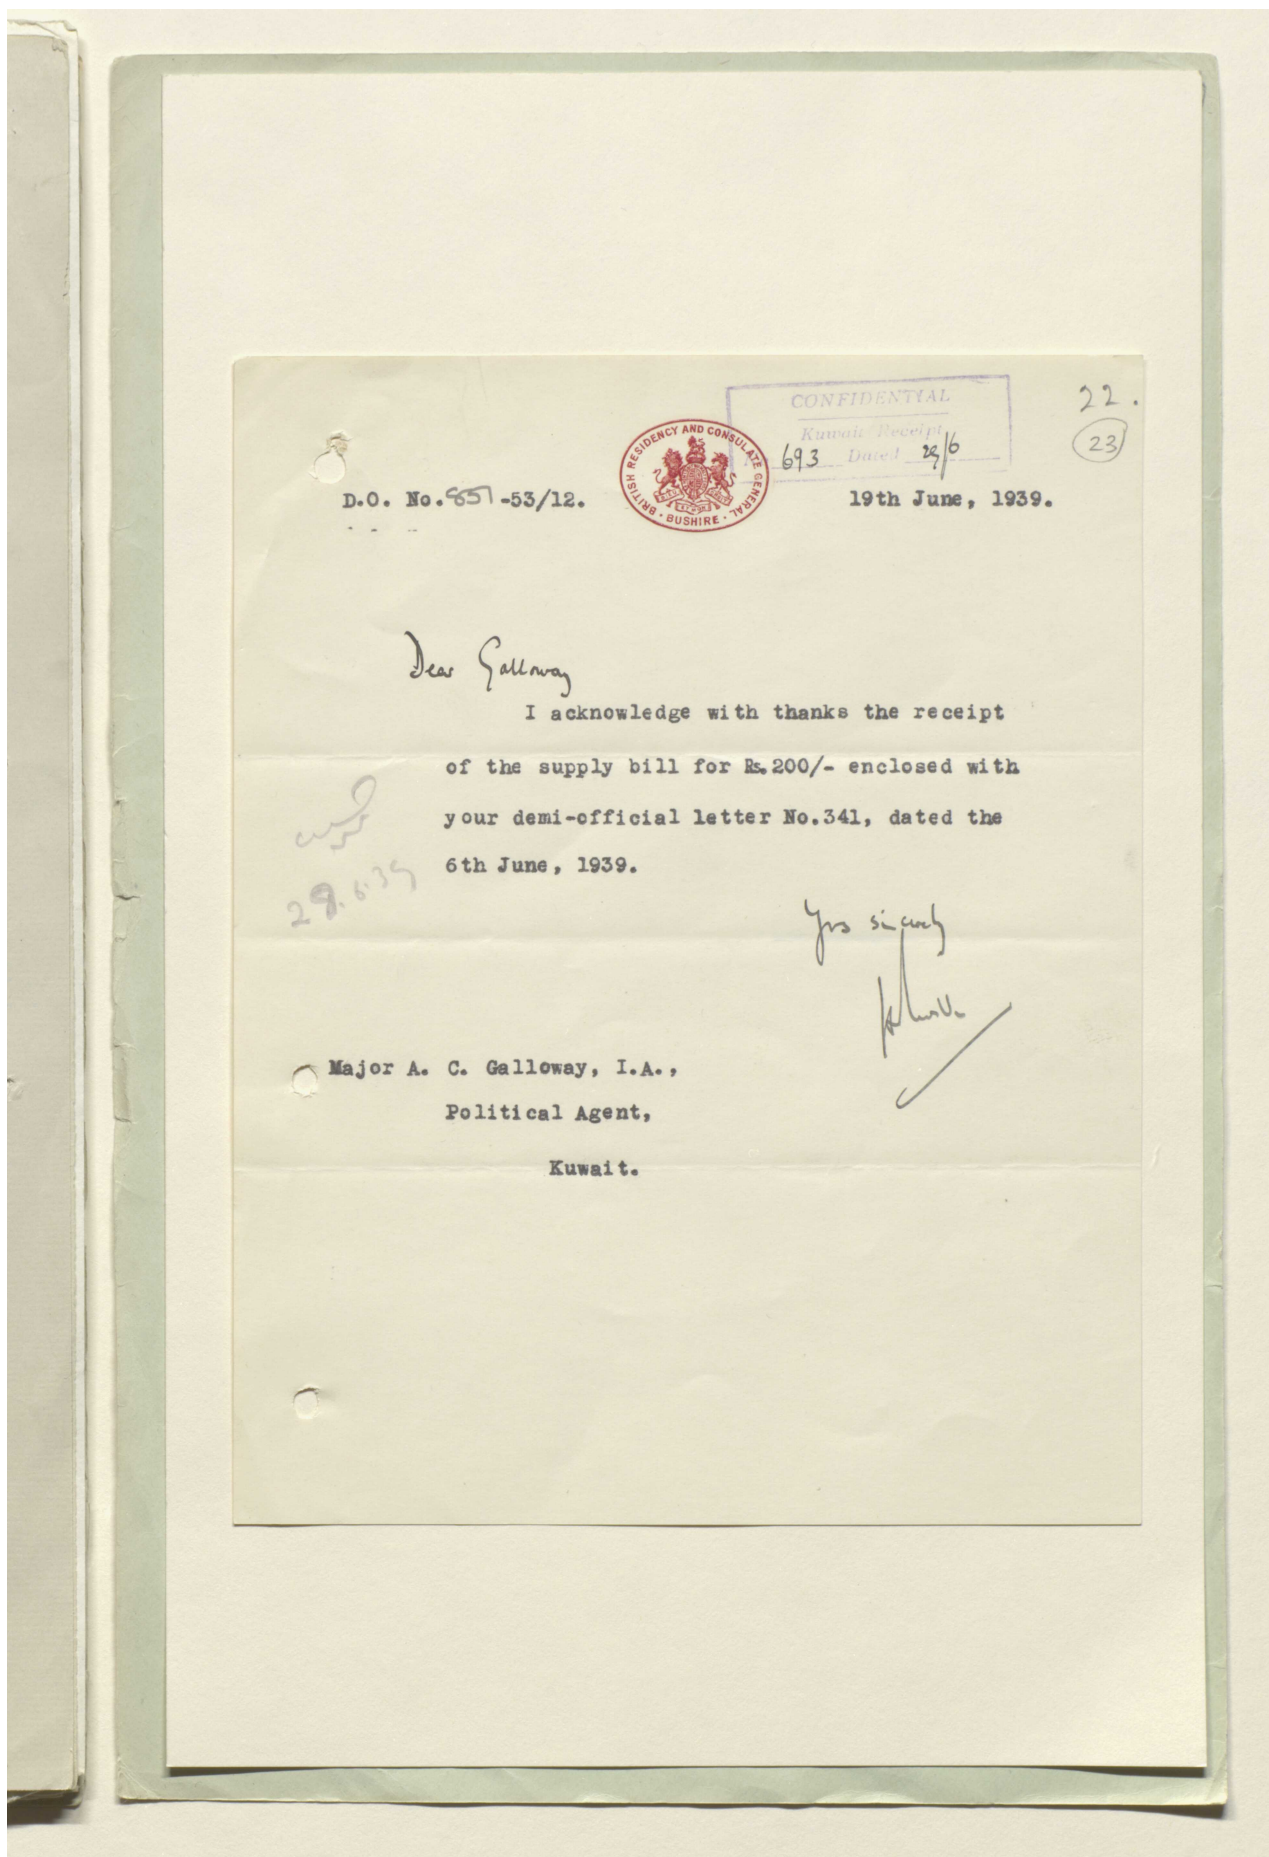 CONFIDENTIAL
Kuwait Receipt
693 Dated 29/6
22.
23
BRITISH RESIDENCY AND CONSULATE GENERAL
· BUSHIRE ·
D.O. No.857-53/12.
19th June, 1939.
Dear Galloway
I acknowledge with thanks the receipt
of the supply bill for Rs.200/- enclosed with
your demi-official letter No.341, dated the
6th June, 1939.
29.6.39
Yrs sincerely
Major A. C. Galloway, I.A.,
Political Agent,
Kuwait.